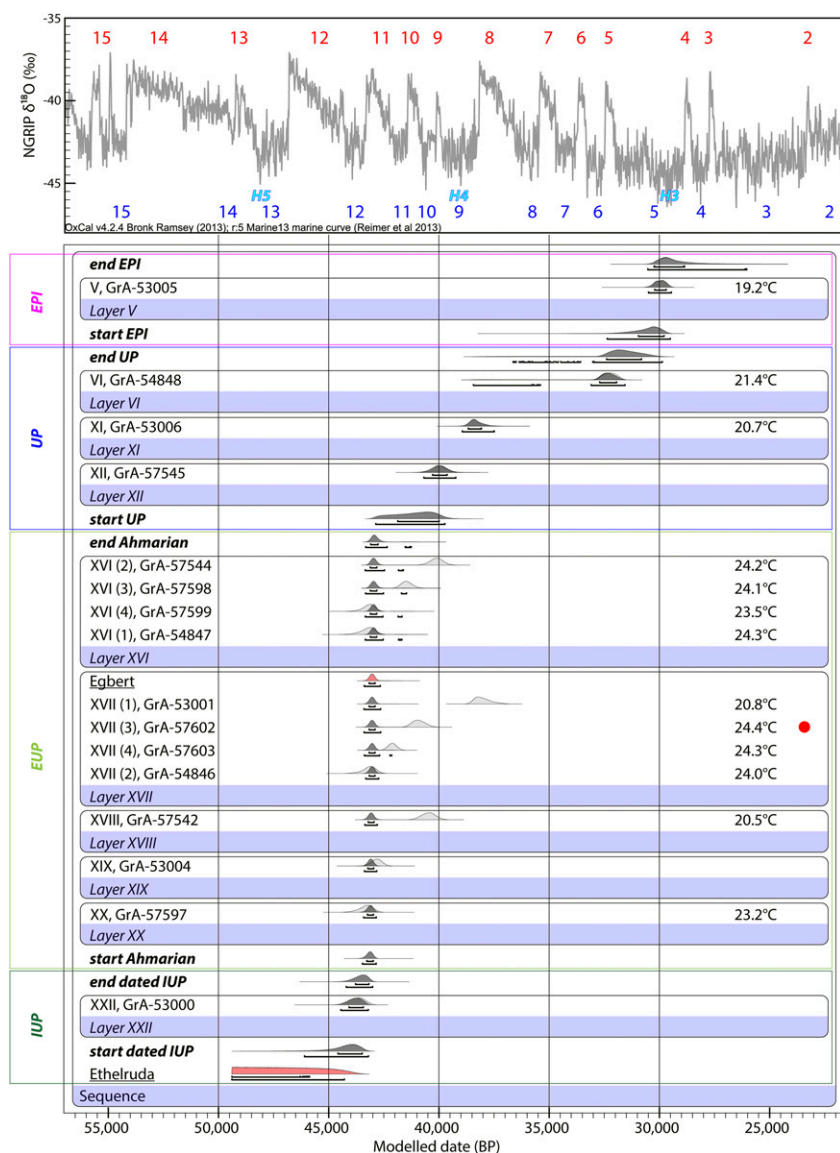 -35
-40
-45
NGRIP δ18O (‰)
15 14 13 12 11 10 9 8 7 6 5 4 3 2
H5 H4 H3
15 14 13 12 11 10 9 8 7 6 5 4 3 2
OxCal v4.2.4 Bronk Ramsey (2013); r:5 Marine13 marine curve (Reimer et al 2013)
EPI
end EPI
V, GrA-53005 19.2°C
Layer V
start EPI
UP
end UP
VI, GrA-54848 21.4°C
Layer VI
XI, GrA-53006 20.7°C
Layer XI
XII, GrA-57545
Layer XII
start UP
EUP
end Ahmarian
XVI (2), GrA-57544 24.2°C
XVI (3), GrA-57598 24.1°C
XVI (4), GrA-57599 23.5°C
XVI (1), GrA-54847 24.3°C
Layer XVI
Egbert
XVII (1), GrA-53001 20.8°C
XVII (3), GrA-57602 24.4°C
XVII (4), GrA-57603 24.3°C
XVII (2), GrA-54846 24.0°C
Layer XVII
XVIII, GrA-57542 20.5°C
Layer XVIII
XIX, GrA-53004
Layer XIX
XX, GrA-57597 23.2°C
Layer XX
start Ahmarian
IUP
end dated IUP
XXII, GrA-53000
Layer XXII
start dated IUP
Ethelruda
Sequence
55,000 50,000 45,000 40,000 35,000 30,000 25,000
Modelled date (BP)